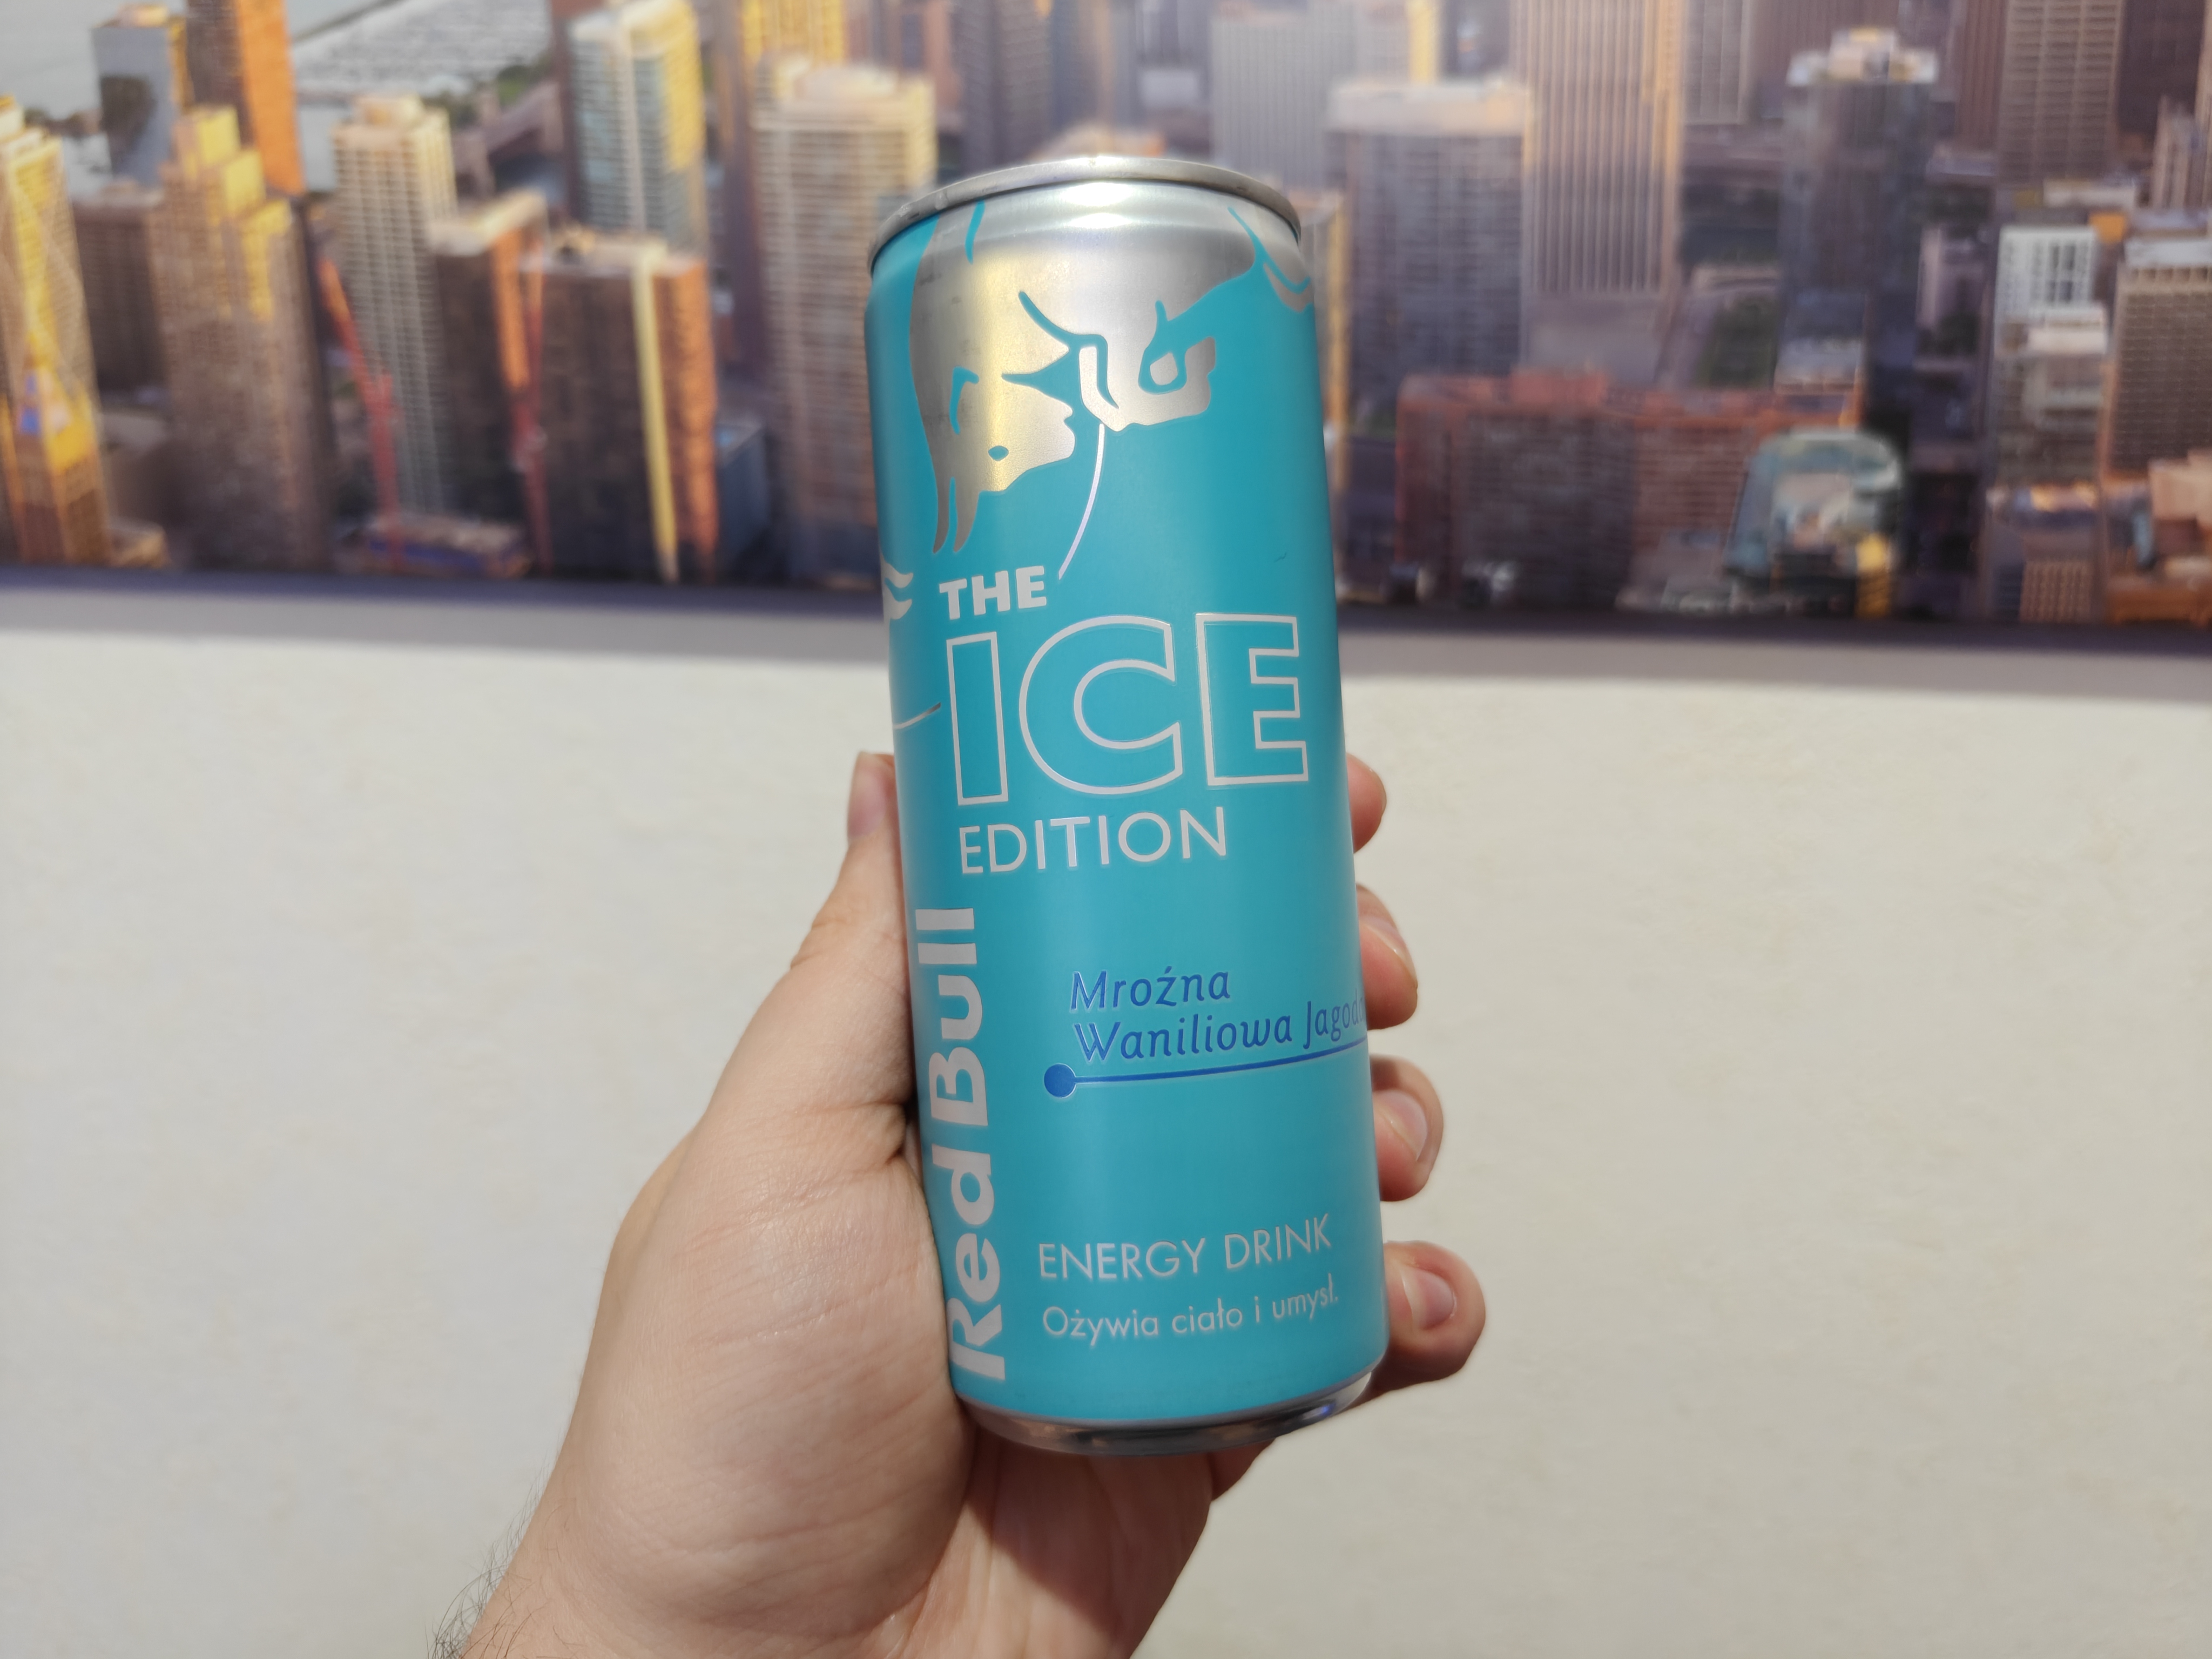 THE
ICE
EDITION
Red Bull
Mroźna
Waniliowa
ENERGY DRINK
Ożywia ciało i umysł.